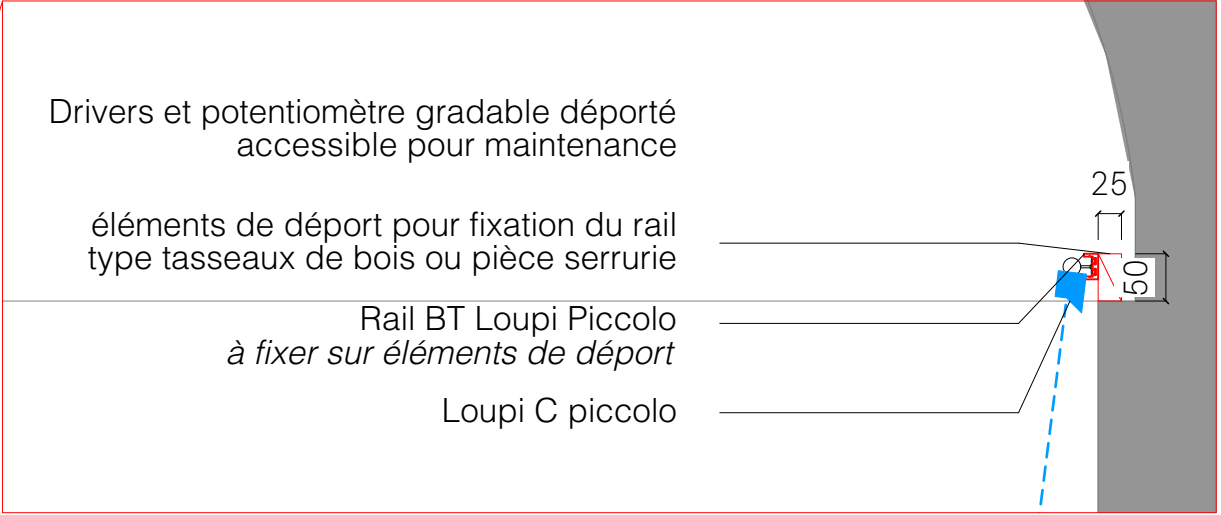 Drivers et potentiomètre gradable déporté
accessible pour maintenance
25
éléments de déport pour fixation du rail
type tasseaux de bois ou pièce serrurie
50
Rail BT Loupi Piccolo
à fixer sur éléments de déport
Loupi C piccolo